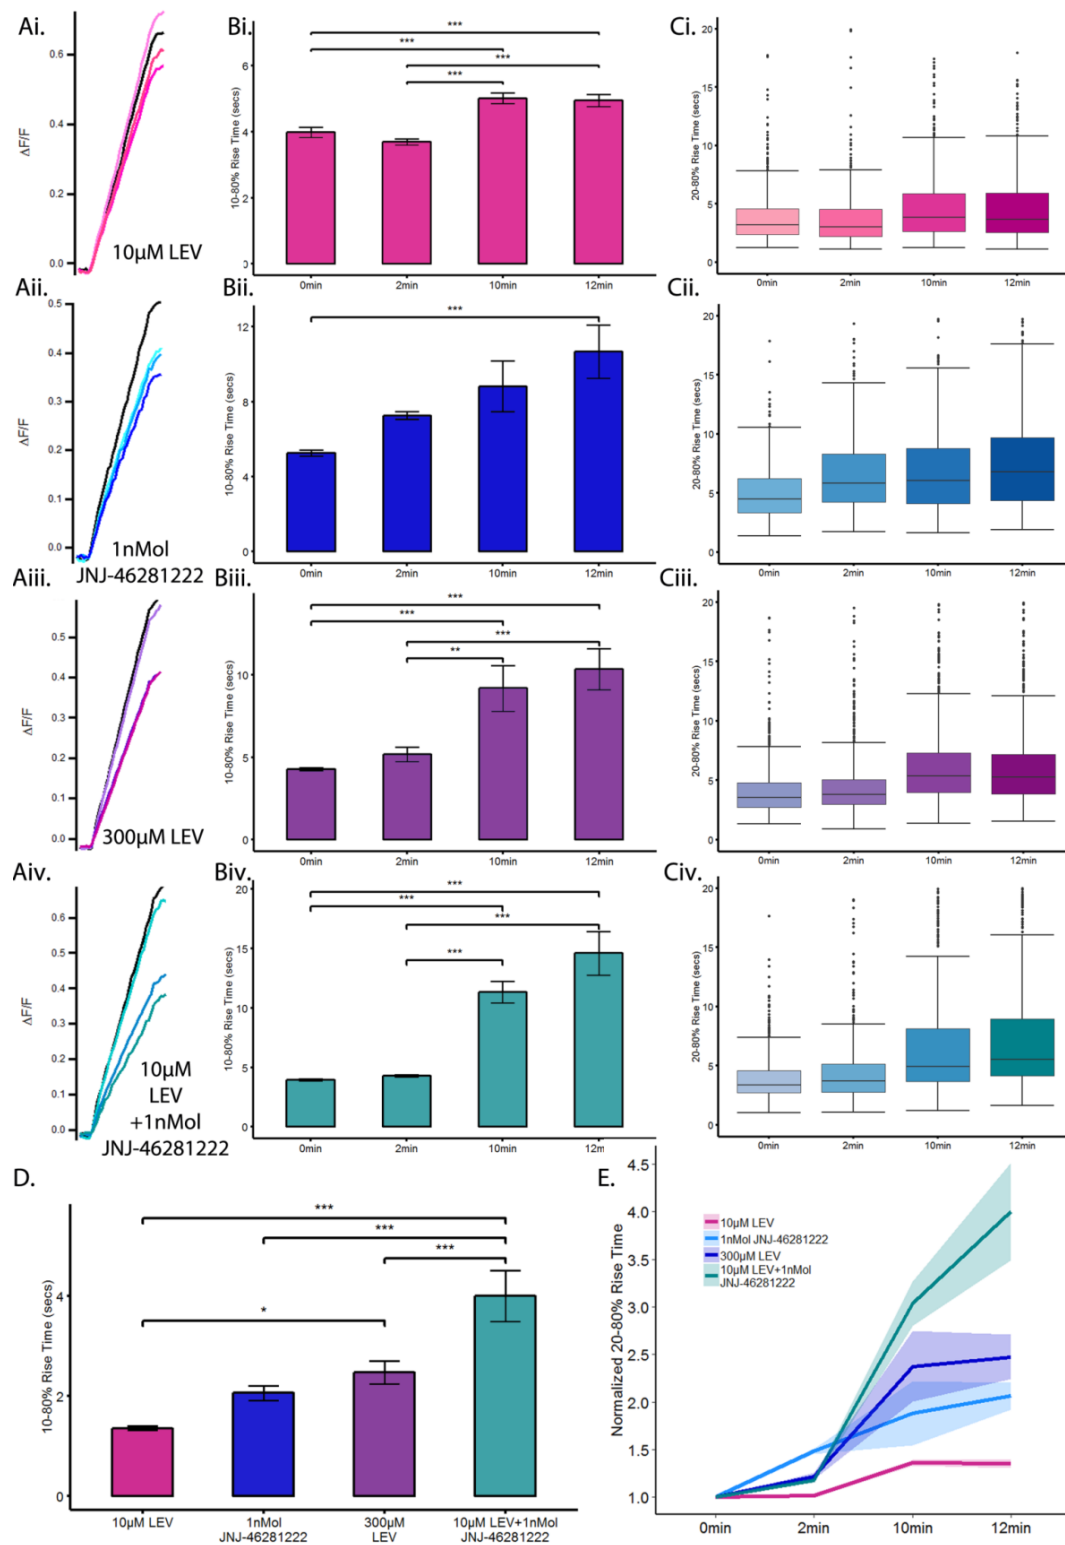 Ai.
ΔF/F
0.6
0.4
0.2
0.0
10µM LEV
Bi.
10-80% Rise Time (secs)
6
4
2
0
***
***
***
***
0min 2min 10min 12min
Ci.
20-80% Rise Time (Secs)
20
15
10
5
0
0min 2min 10min 12min
Aii.
ΔF/F
0.5
0.4
0.3
0.2
0.1
0.0
1nMol
JNJ-46281222
Bii.
10-80% Rise Time (secs)
12
8
4
0
***
0min 2min 10min 12min
Cii.
20-80% Rise Time (Secs)
20
15
10
5
0
0min 2min 10min 12min
Aiii.
ΔF/F
0.5
0.4
0.3
0.2
0.1
0.0
300µM LEV
Biii.
10-80% Rise Time (secs)
10
5
0
***
***
***
**
0min 2min 10min 12min
Ciii.
20-80% Rise Time (Secs)
20
15
10
5
0
0min 2min 10min 12min
Aiv.
ΔF/F
0.6
0.5
0.4
0.3
0.2
0.1
0.0
10µM
LEV
+1nMol
JNJ-46281222
Biv.
10-80% Rise Time (secs)
20
15
10
5
0
***
***
***
***
0min 2min 10min 12min
Civ.
20-80% Rise Time (Secs)
20
15
10
5
0
0min 2min 10min 12min
D.
10-80% Rise Time (secs)
4
2
0
***
***
***
*
10µM LEV
1nMol
JNJ-46281222
300µM
LEV
10µM LEV+1nMol
JNJ-46281222
E.
Normalized 20-80% Rise Time
4.5
4.0
3.5
3.0
2.5
2.0
1.5
1.0
10µM LEV
1nMol JNJ-46281222
300µM LEV
10µM LEV+1nMol
JNJ-46281222
0min 2min 10min 12min